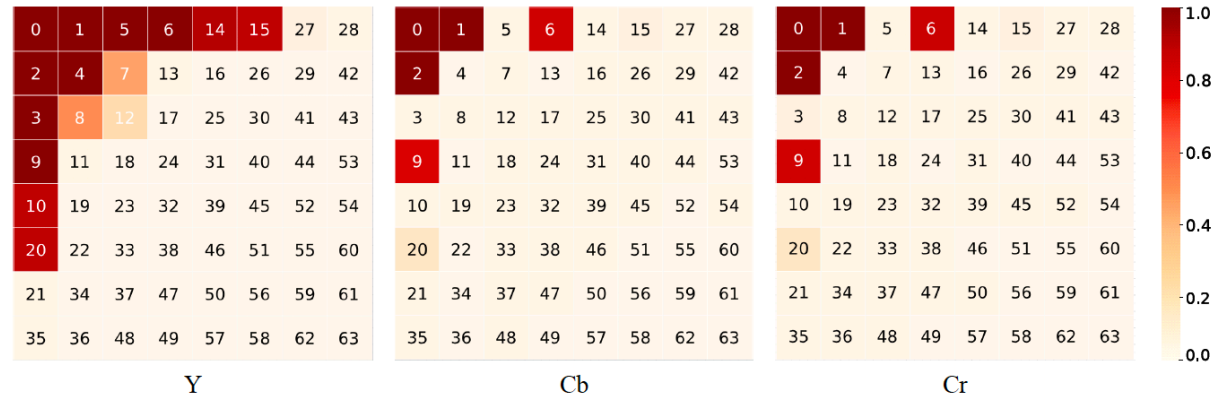 0 1 5 6 14 15 27 28
2 4 7 13 16 26 29 42
3 8 12 17 25 30 41 43
9 11 18 24 31 40 44 53
10 19 23 32 39 45 52 54
20 22 33 38 46 51 55 60
21 34 37 47 50 56 59 61
35 36 48 49 57 58 62 63
Y
0 1 5 6 14 15 27 28
2 4 7 13 16 26 29 42
3 8 12 17 25 30 41 43
9 11 18 24 31 40 44 53
10 19 23 32 39 45 52 54
20 22 33 38 46 51 55 60
21 34 37 47 50 56 59 61
35 36 48 49 57 58 62 63
Cb
0 1 5 6 14 15 27 28
2 4 7 13 16 26 29 42
3 8 12 17 25 30 41 43
9 11 18 24 31 40 44 53
10 19 23 32 39 45 52 54
20 22 33 38 46 51 55 60
21 34 37 47 50 56 59 61
35 36 48 49 57 58 62 63
Cr
1.0
0.8
0.6
0.4
0.2
0.0